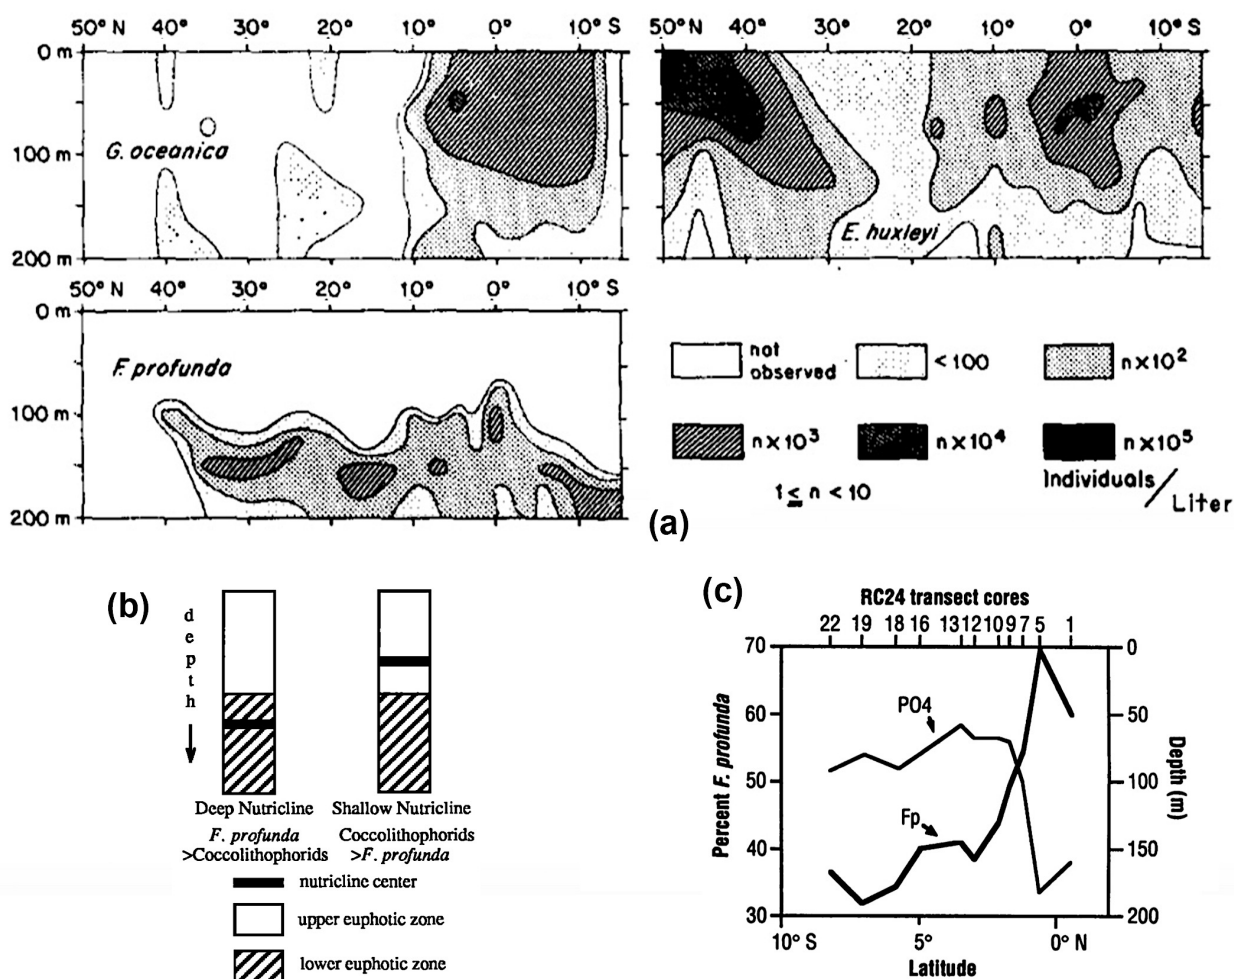 50° N 40° 30° 20° 10° 0° 10° S
50° N 40° 30° 20° 10° 0° 10° S
0 m
100 m
200 m
G. oceanica
E. huxleyi
50° N 40° 30° 20° 10° 0° 10° S
0 m
100 m
200 m
F. profunda
not observed
<100
n×10²
n×10³
n×10⁴
n×10⁵
1 ≤ n < 10
Individuals / Liter
(a)
(b)
depth
Deep Nutricline
F. profunda
>Coccolithophorids
Shallow Nutricline
Coccolithophorids
>F. profunda
nutricline center
upper euphotic zone
lower euphotic zone
(c)
RC24 transect cores
22 19 18 16 13 12 10 9 7 5 1
70
60
50
40
30
Percent F. profunda
PO4
Fp
0
50
100
150
200
Depth (m)
10° S 5° 0° N
Latitude